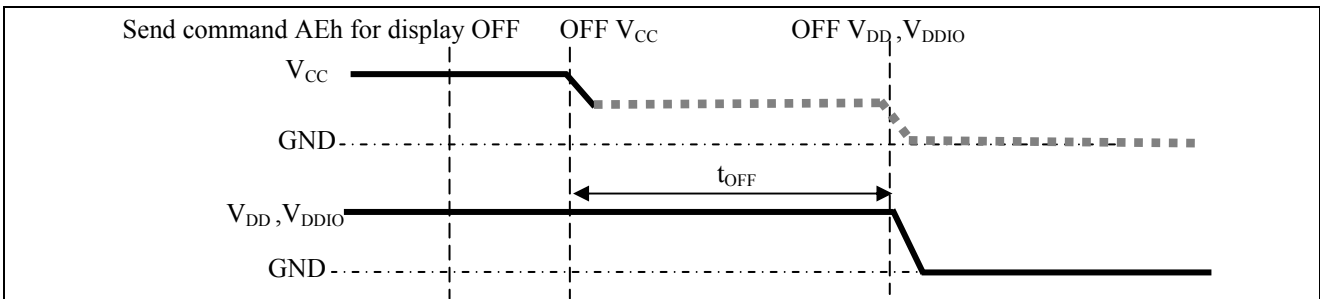 Send command AEh for display OFF OFF VCC OFF VDD ,VDDIO
VCC
GND
tOFF
VDD ,VDDIO
GND